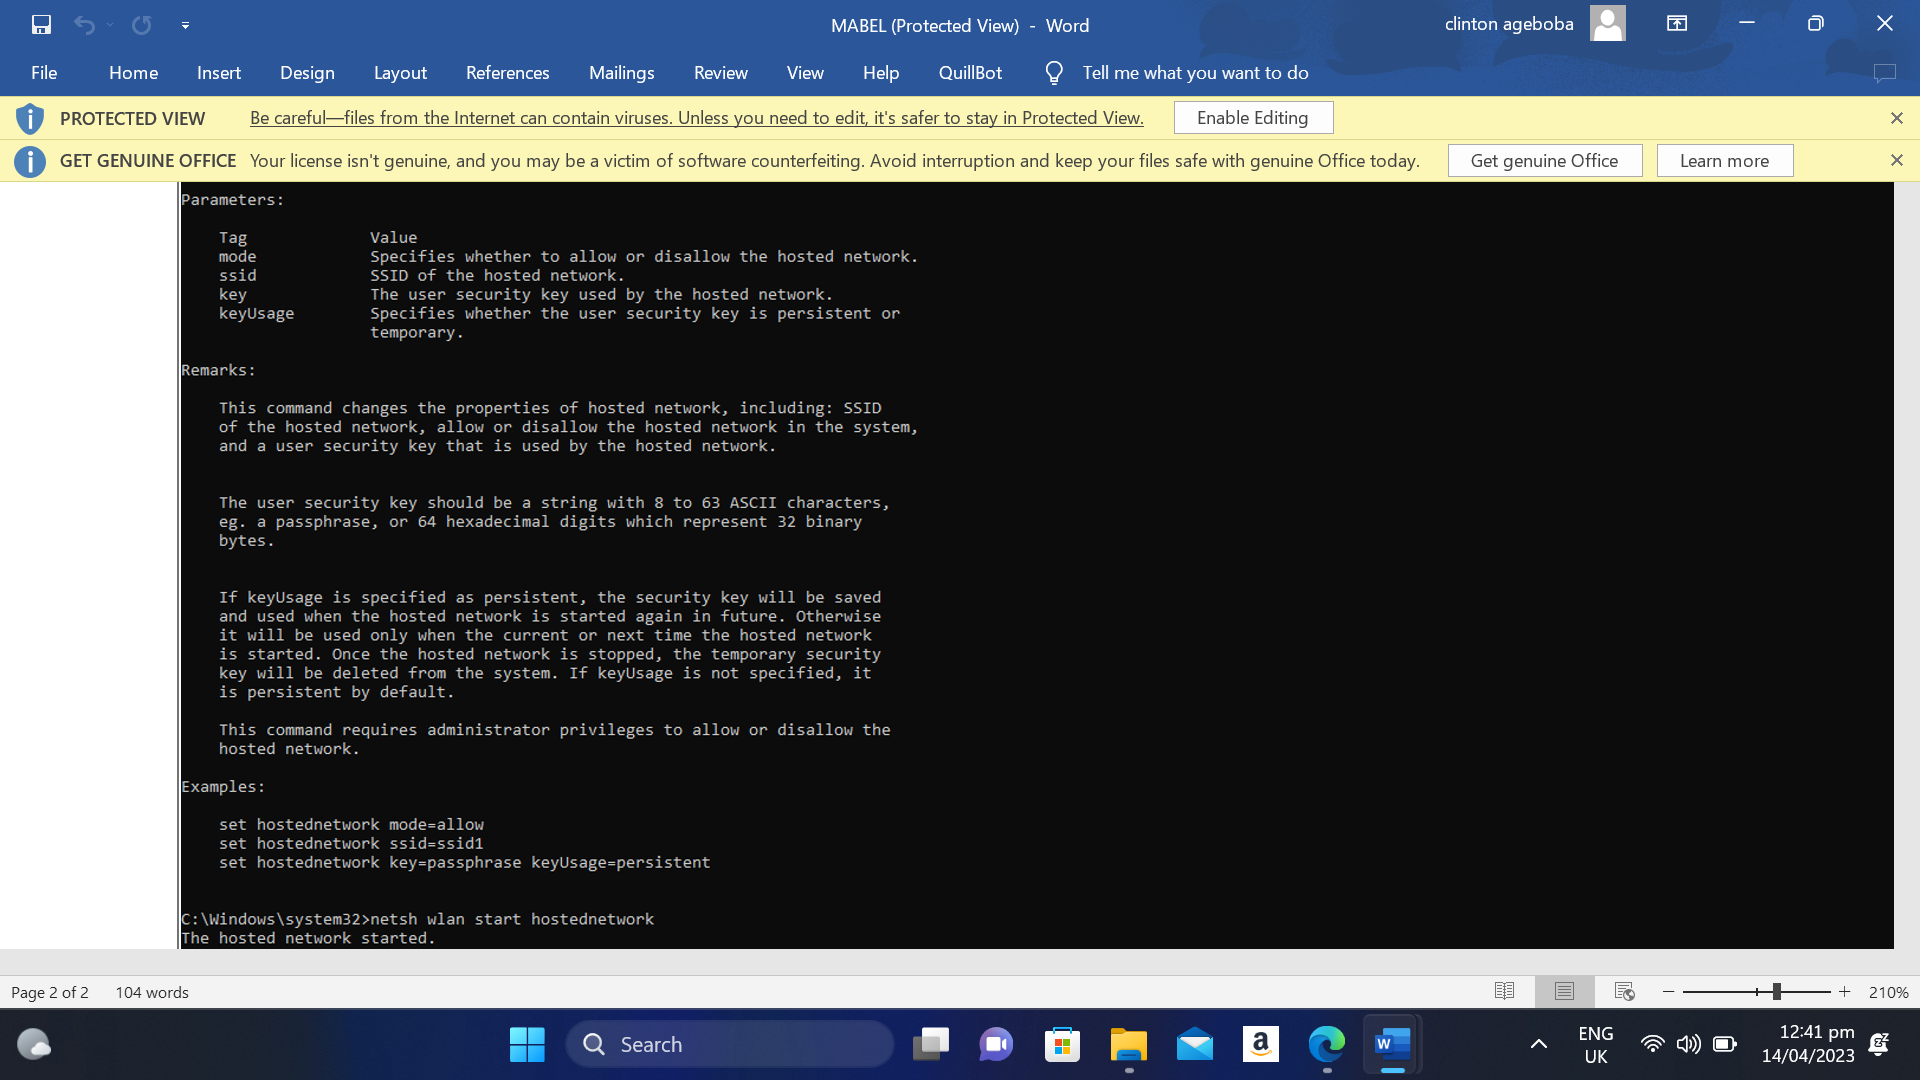 MABEL (Protected View) - Word
clinton ageboba
File Home Insert Design Layout References Mailings Review View Help QuillBot Tell me what you want to do
PROTECTED VIEW Be careful—files from the Internet can contain viruses. Unless you need to edit, it's safer to stay in Protected View. Enable Editing
GET GENUINE OFFICE Your license isn't genuine, and you may be a victim of software counterfeiting. Avoid interruption and keep your files safe with genuine Office today. Get genuine Office Learn more
Parameters:
Tag Value
mode Specifies whether to allow or disallow the hosted network.
ssid SSID of the hosted network.
key The user security key used by the hosted network.
keyUsage Specifies whether the user security key is persistent or
temporary.
Remarks:
This command changes the properties of hosted network, including: SSID
of the hosted network, allow or disallow the hosted network in the system,
and a user security key that is used by the hosted network.
The user security key should be a string with 8 to 63 ASCII characters,
eg. a passphrase, or 64 hexadecimal digits which represent 32 binary
bytes.
If keyUsage is specified as persistent, the security key will be saved
and used when the hosted network is started again in future. Otherwise
it will be used only when the current or next time the hosted network
is started. Once the hosted network is stopped, the temporary security
key will be deleted from the system. If keyUsage is not specified, it
is persistent by default.
This command requires administrator privileges to allow or disallow the
hosted network.
Examples:
set hostednetwork mode=allow
set hostednetwork ssid=ssid1
set hostednetwork key=passphrase keyUsage=persistent
C:\Windows\system32>netsh wlan start hostednetwork
The hosted network started.
Page 2 of 2 104 words
210%
Search
ENG
UK
12:41 pm
14/04/2023